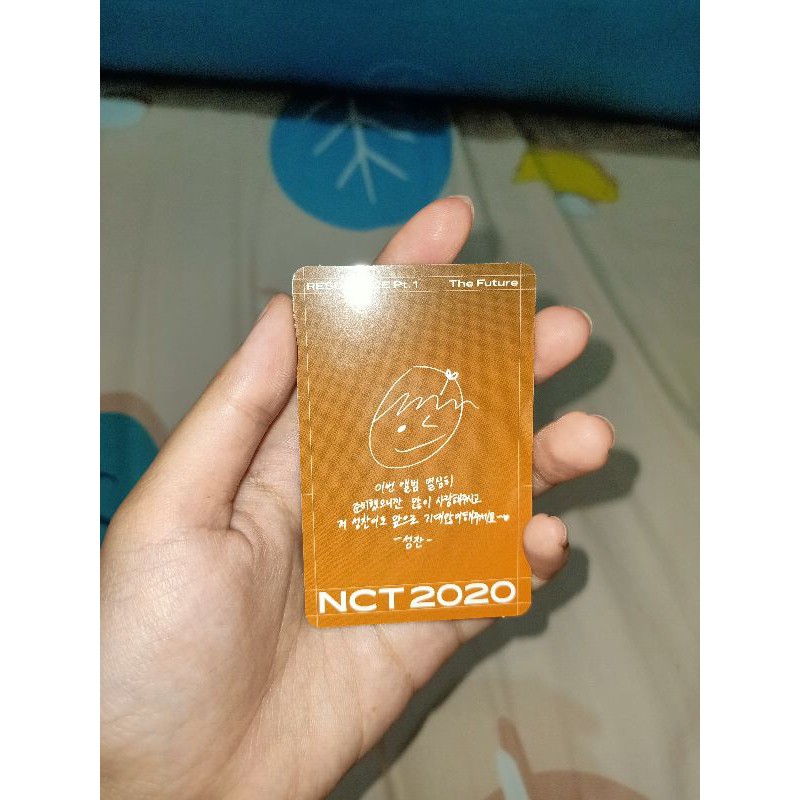 Pt. 1 The Future
이번 앨범 열심히
준비했으니깐 많이 사랑해주시고
저 성찬이도 앞으로 기대많이해주세요~
-성찬-
NCT 2020